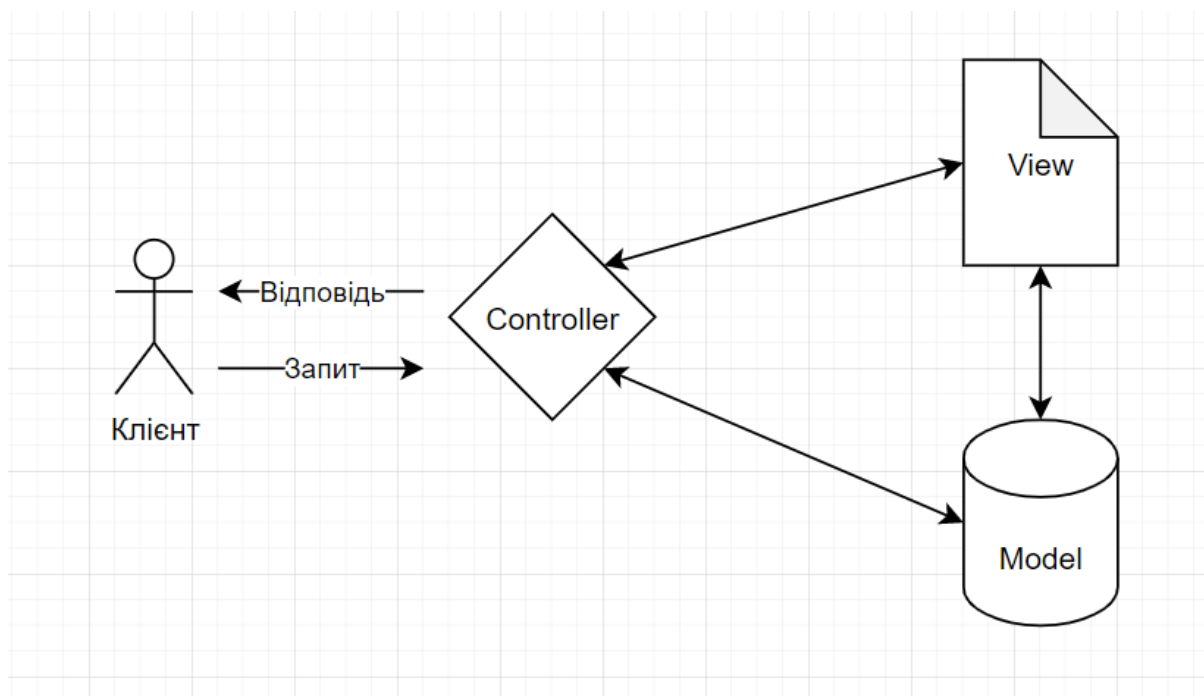 View
Відповідь
Controller
Запит
Клієнт
Model